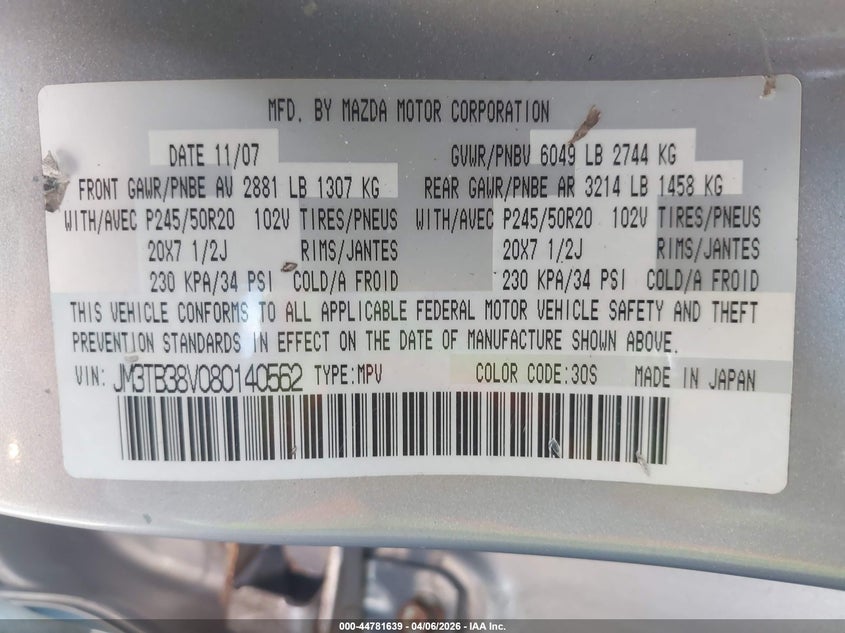 MFD. BY MAZDA MOTOR CORPORATION
DATE 11/07 GVWR/PNBV 6049 LB 2744 KG
FRONT GAWR/PNBE AV 2881 LB 1307 KG REAR GAWR/PNBE AR 3214 LB 1458 KG
WITH/AVEC P245/50R20 102V TIRES/PNEUS WITH/AVEC P245/50R20 102V TIRES/PNEUS
20X7 1/2J RIMS/JANTES 20X7 1/2J RIMS/JANTES
230 KPA/34 PSI COLD/A FROID 230 KPA/34 PSI COLD/A FROID
THIS VEHICLE CONFORMS TO ALL APPLICABLE FEDERAL MOTOR VEHICLE SAFETY AND THEFT
PREVENTION STANDARDS IN EFFECT ON THE DATE OF MANUFACTURE SHOWN ABOVE.
VIN: JM3TB38V080140562 TYPE:MPV COLOR CODE:30S MADE IN JAPAN
000-44781639 - 04/06/2026 - IAA Inc.